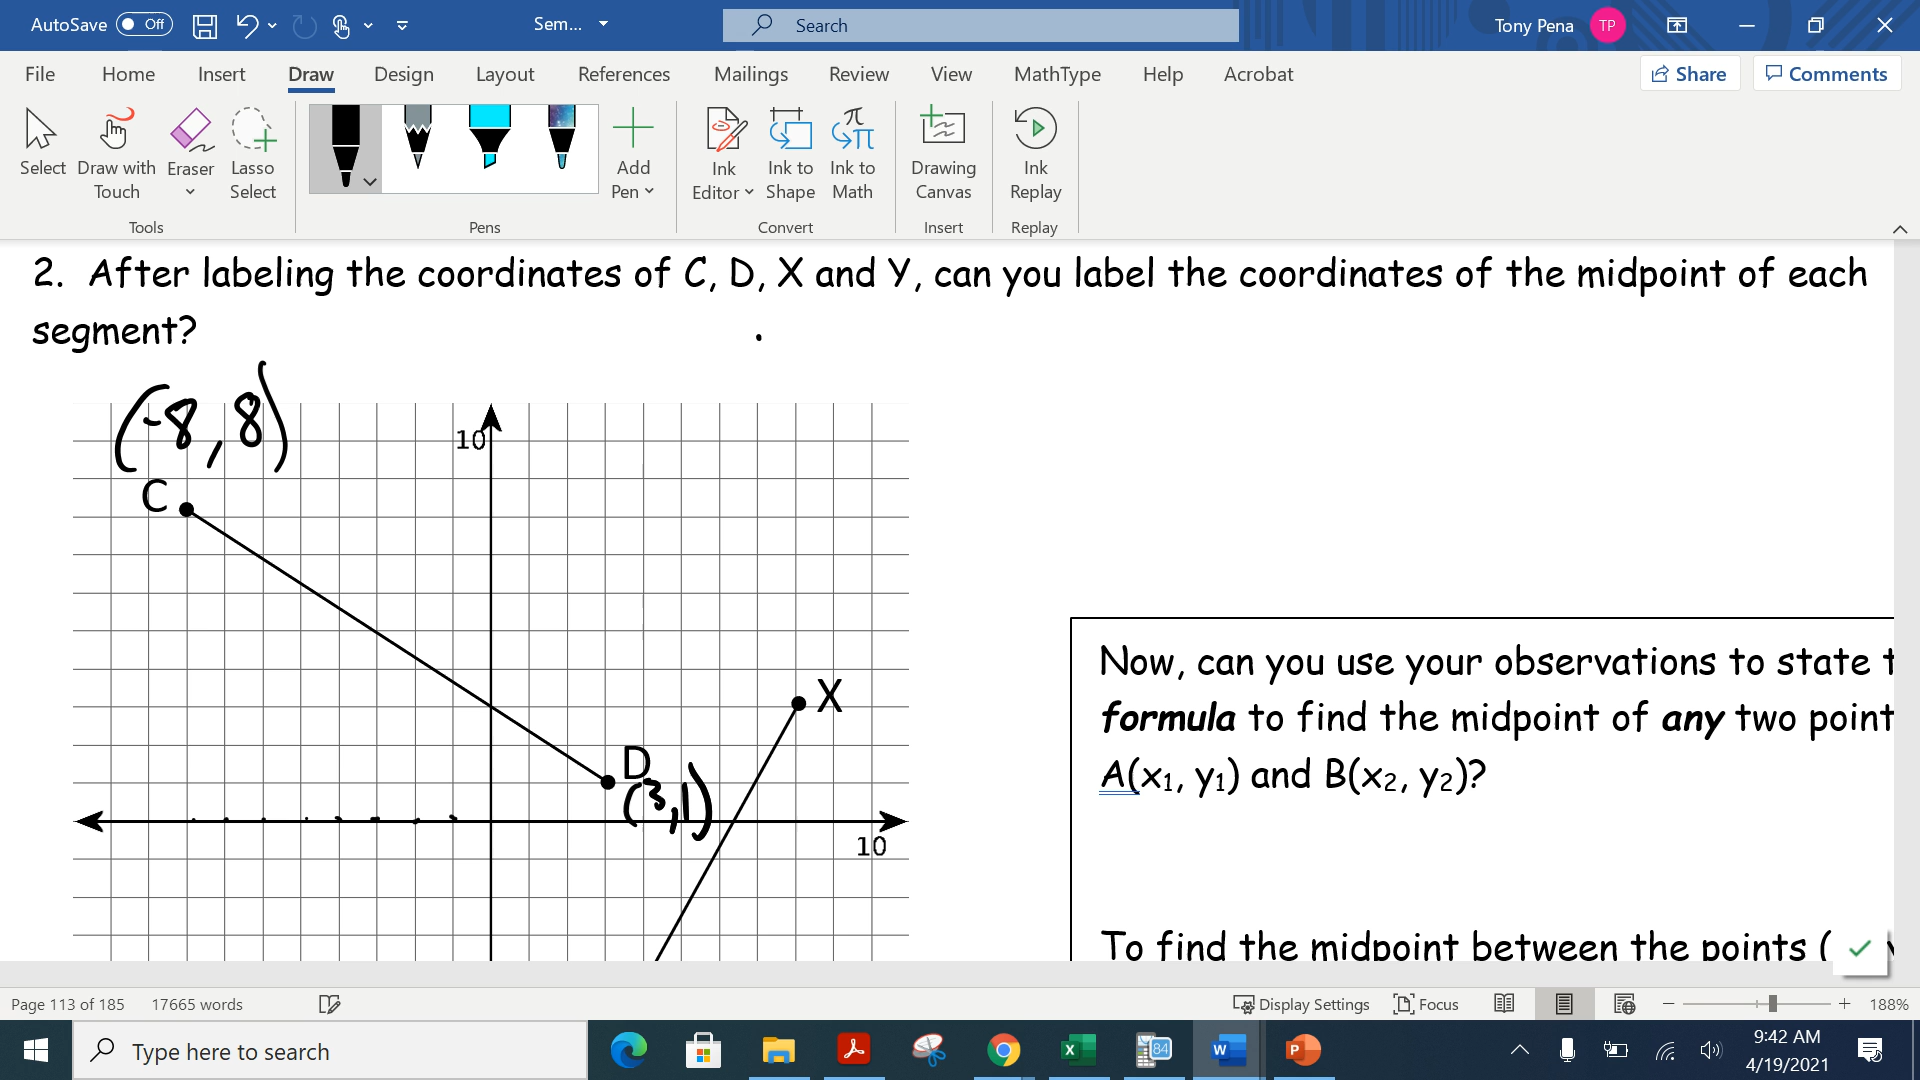 AutoSave Off Sem... Search Tony Pena TP
File Home Insert Draw Design Layout References Mailings Review View MathType Help Acrobat Share Comments
Select Draw with Touch Eraser Lasso Select Add Pen Ink Editor Ink to Shape Ink to Math Drawing Canvas Ink Replay
Tools Pens Convert Insert Replay
2. After labeling the coordinates of C, D, X and Y, can you label the coordinates of the midpoint of each
segment?
(-8, 8)
10
C
X
D
(3,1)
10
Now, can you use your observations to state t
formula to find the midpoint of any two point
A(x₁, y₁) and B(x₂, y₂)?
To find the midpoint between the points (
Page 113 of 185 17665 words Display Settings Focus 188%
Type here to search 84 9:42 AM
4/19/2021